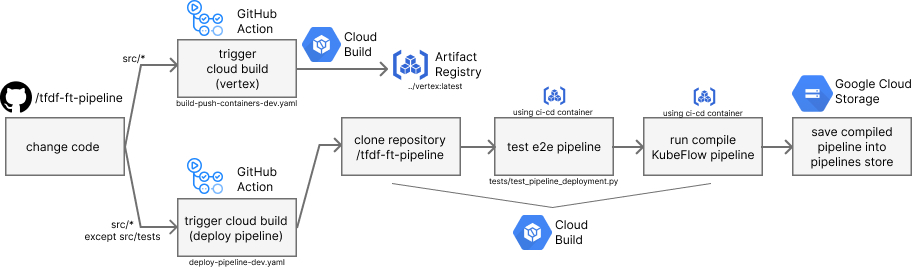 GitHub
Action
src/*
trigger
cloud build
(vertex)
build-push-containers-dev.yaml
Cloud
Build
Artifact
Registry
../vertex:latest
/tfdf-ft-pipeline
change code
GitHub
Action
src/*
except src/tests
trigger cloud build
(deploy pipeline)
deploy-pipeline-dev.yaml
clone repository
/tfdf-ft-pipeline
using ci-cd container
test e2e pipeline
tests/test_pipeline_deployment.py
using ci-cd container
run compile
KubeFlow pipeline
Google Cloud
Storage
save compiled
pipeline into
pipelines store
Cloud
Build